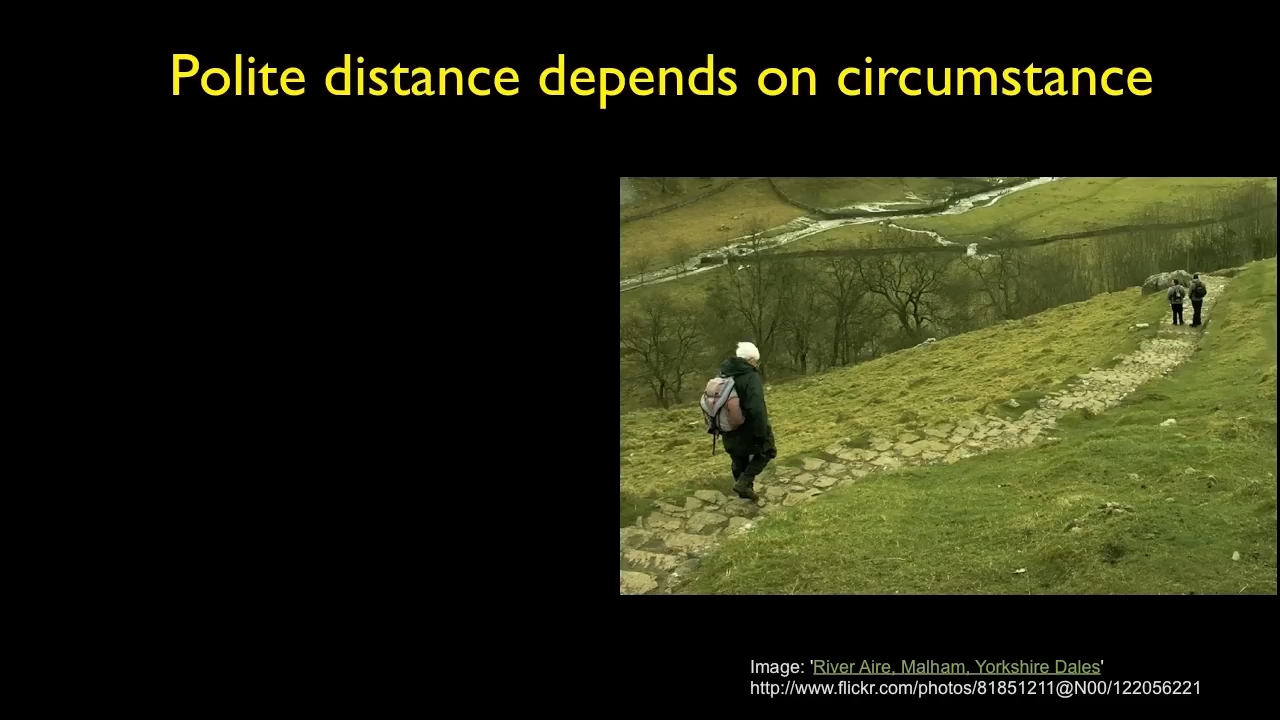 Polite distance depends on circumstance
Image: 'River Aire, Malham, Yorkshire Dales'
http://www.flickr.com/photos/81851211@N00/122056221